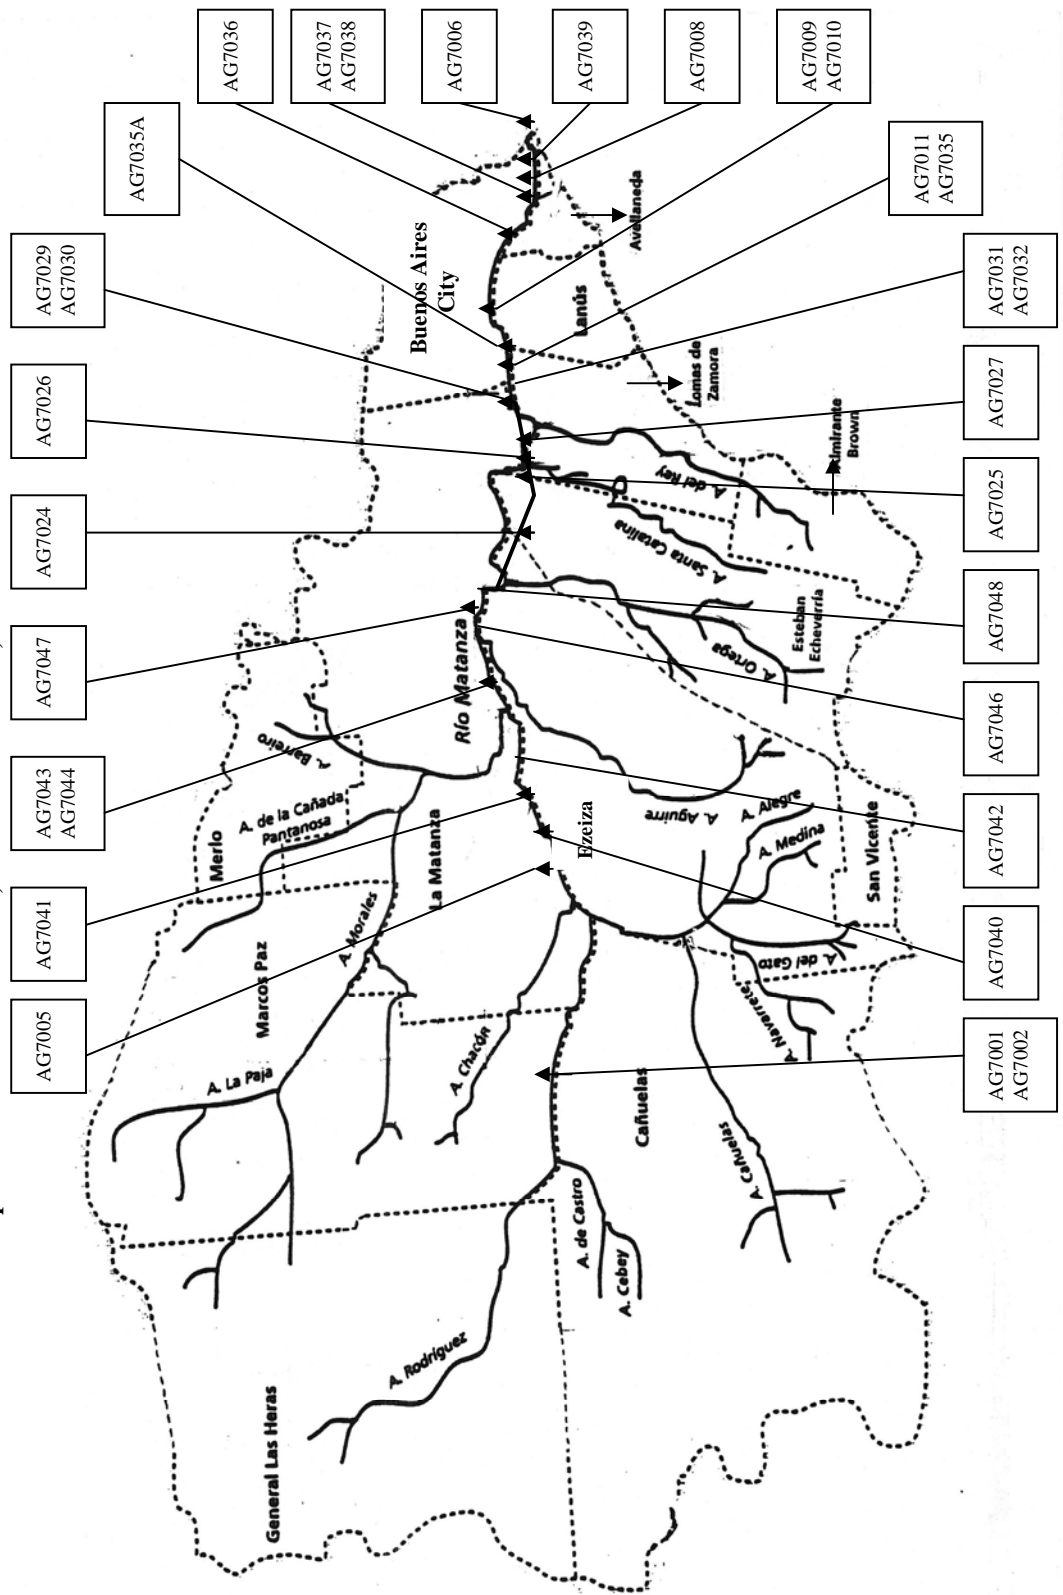 AG7005
AG7041
AG7043
AG7044
AG7047
AG7024
AG7026
AG7029
AG7030
AG7035A
AG7036
AG7037
AG7038
AG7006
AG7039
AG7008
AG7009
AG7010
AG7011
AG7035
AG7031
AG7032
AG7027
AG7025
AG7048
AG7046
AG7042
AG7040
AG7001
AG7002
General Las Heras
A. Rodríguez
A. La Paja
Marcos Paz
A. Morales
Merlo
A. de la Cañada
Pantanosa
A. Barreiro
La Matanza
Río Matanza
Buenos Aires
City
A. Chacón
A. de Castro
A. Cebey
Cañuelas
A. Cañuelas
A. Navarrete
A. del Gato
San Vicente
A. Medina
A. Alegre
A. Aguirre
Ezeiza
A. Ortega
Esteban
Echeverría
A. Santa Catalina
A. del Rey
Almirante
Brown
Lomas de
Zamora
Lanús
Avellaneda